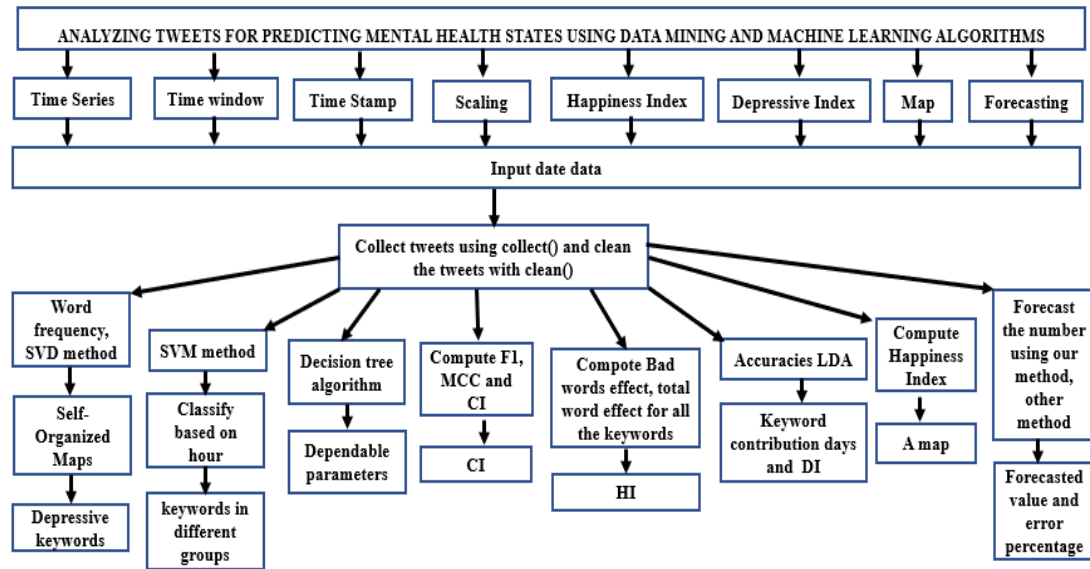 ANALYZING TWEETS FOR PREDICTING MENTAL HEALTH STATES USING DATA MINING AND MACHINE LEARNING ALGORITHMS
Time Series
Time window
Time Stamp
Scaling
Happiness Index
Depressive Index
Map
Forecasting
Input date data
Collect tweets using collect() and clean
the tweets with clean()
Word
frequency,
SVD method
Self-
Organized
Maps
Depressive
keywords
SVM method
Classify
based on
hour
keywords in
different
groups
Decision tree
algorithm
Dependable
parameters
Compute F1,
MCC and
CI
CI
Compute Bad
words effect, total
word effect for all
the keywords
HI
Accuracies LDA
Keyword
contribution days
and DI
Compute
Happiness
Index
A map
Forecast
the number
using our
method,
other
method
Forecasted
value and
error
percentage